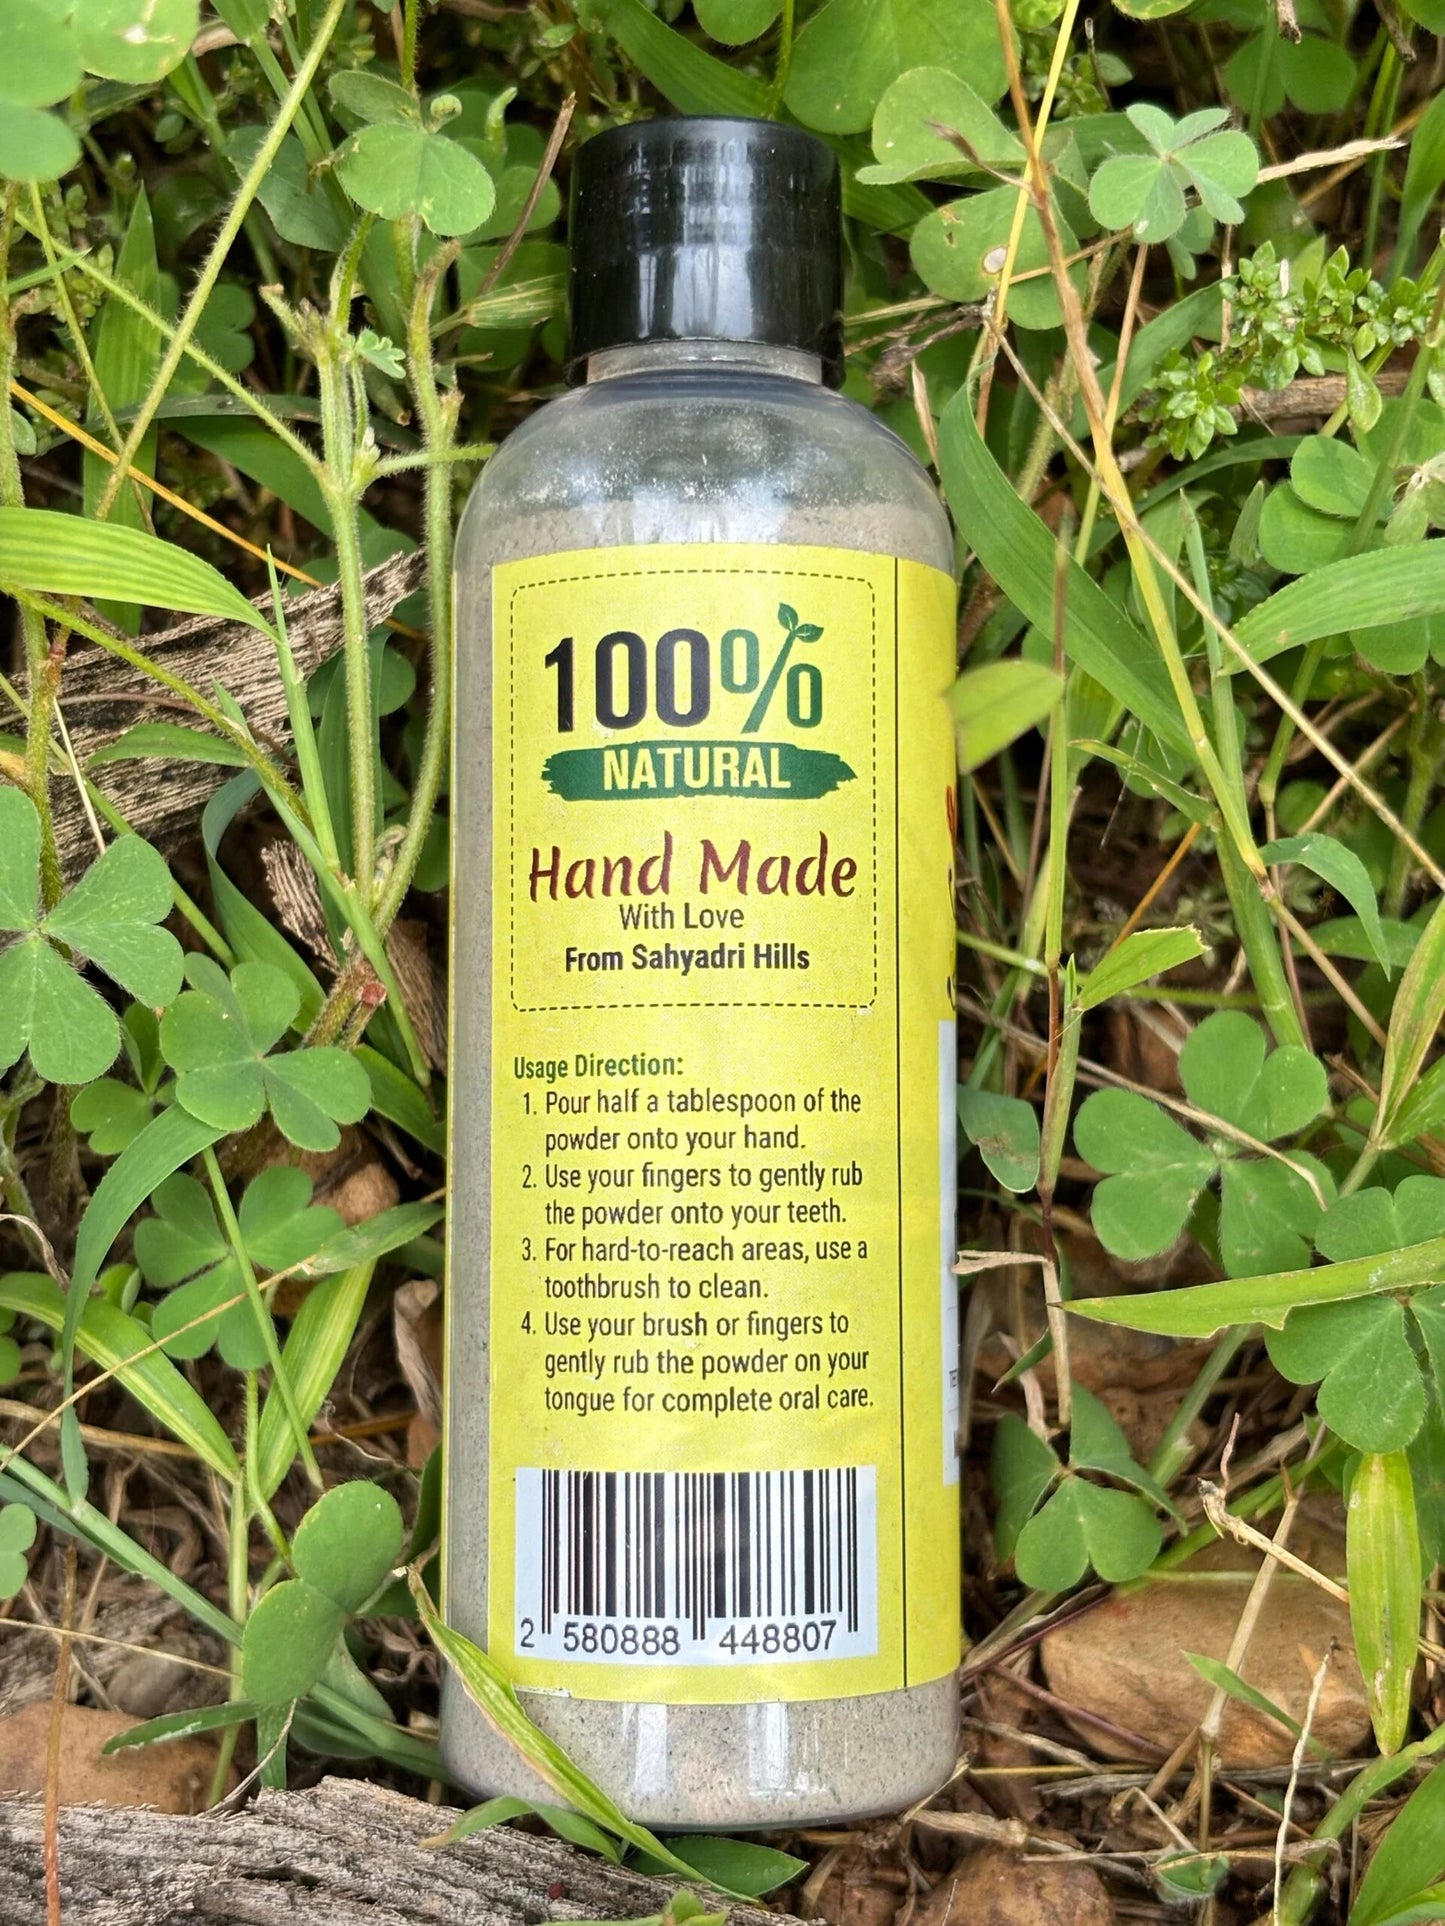 100%
NATURAL
Hand Made
With Love
From Sahyadri Hills
Usage Direction:
1. Pour half a tablespoon of the
powder onto your hand.
2. Use your fingers to gently rub
the powder onto your teeth.
3. For hard-to-reach areas, use a
toothbrush to clean.
4. Use your brush or fingers to
gently rub the powder on your
tongue for complete oral care.
2 580888 448807